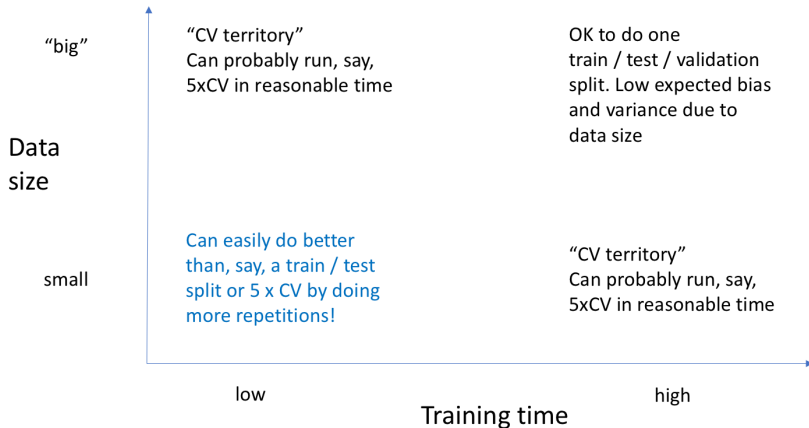 “big”
“CV territory”
Can probably run, say,
5xCV in reasonable time
OK to do one
train / test / validation
split. Low expected bias
and variance due to
data size
Data
size
small
Can easily do better
than, say, a train / test
split or 5 x CV by doing
more repetitions!
“CV territory”
Can probably run, say,
5xCV in reasonable time
low
high
Training time